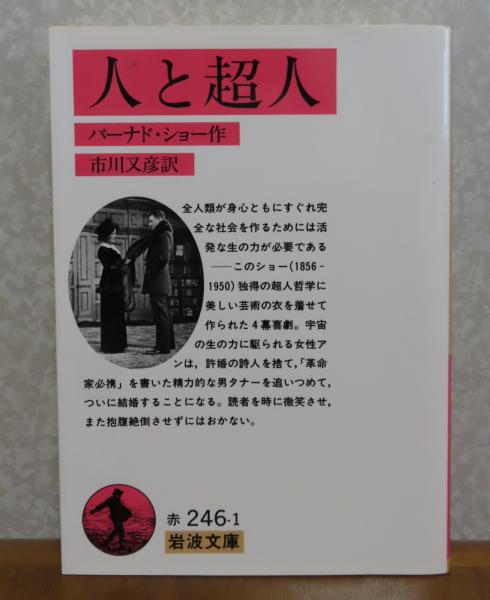 人と超人
バーナド・ショー作
市川又彦訳
全人類が身心ともにすぐれ完
全な社会を作るためには活
発な生の力が必要である
──このショー(1856-
1950)独得の超人哲学に
美しい芸術の衣を着せて
作られた4幕喜劇。宇宙
の生の力に駆られる女性ア
ンは,許婚の詩人を捨て,「革命
家必携」を書いた精力的な男タナーを追いつめて,
ついに結婚することになる。読者を時に微笑させ,
また抱腹絶倒させずにはおかない。
赤 246-1
岩波文庫